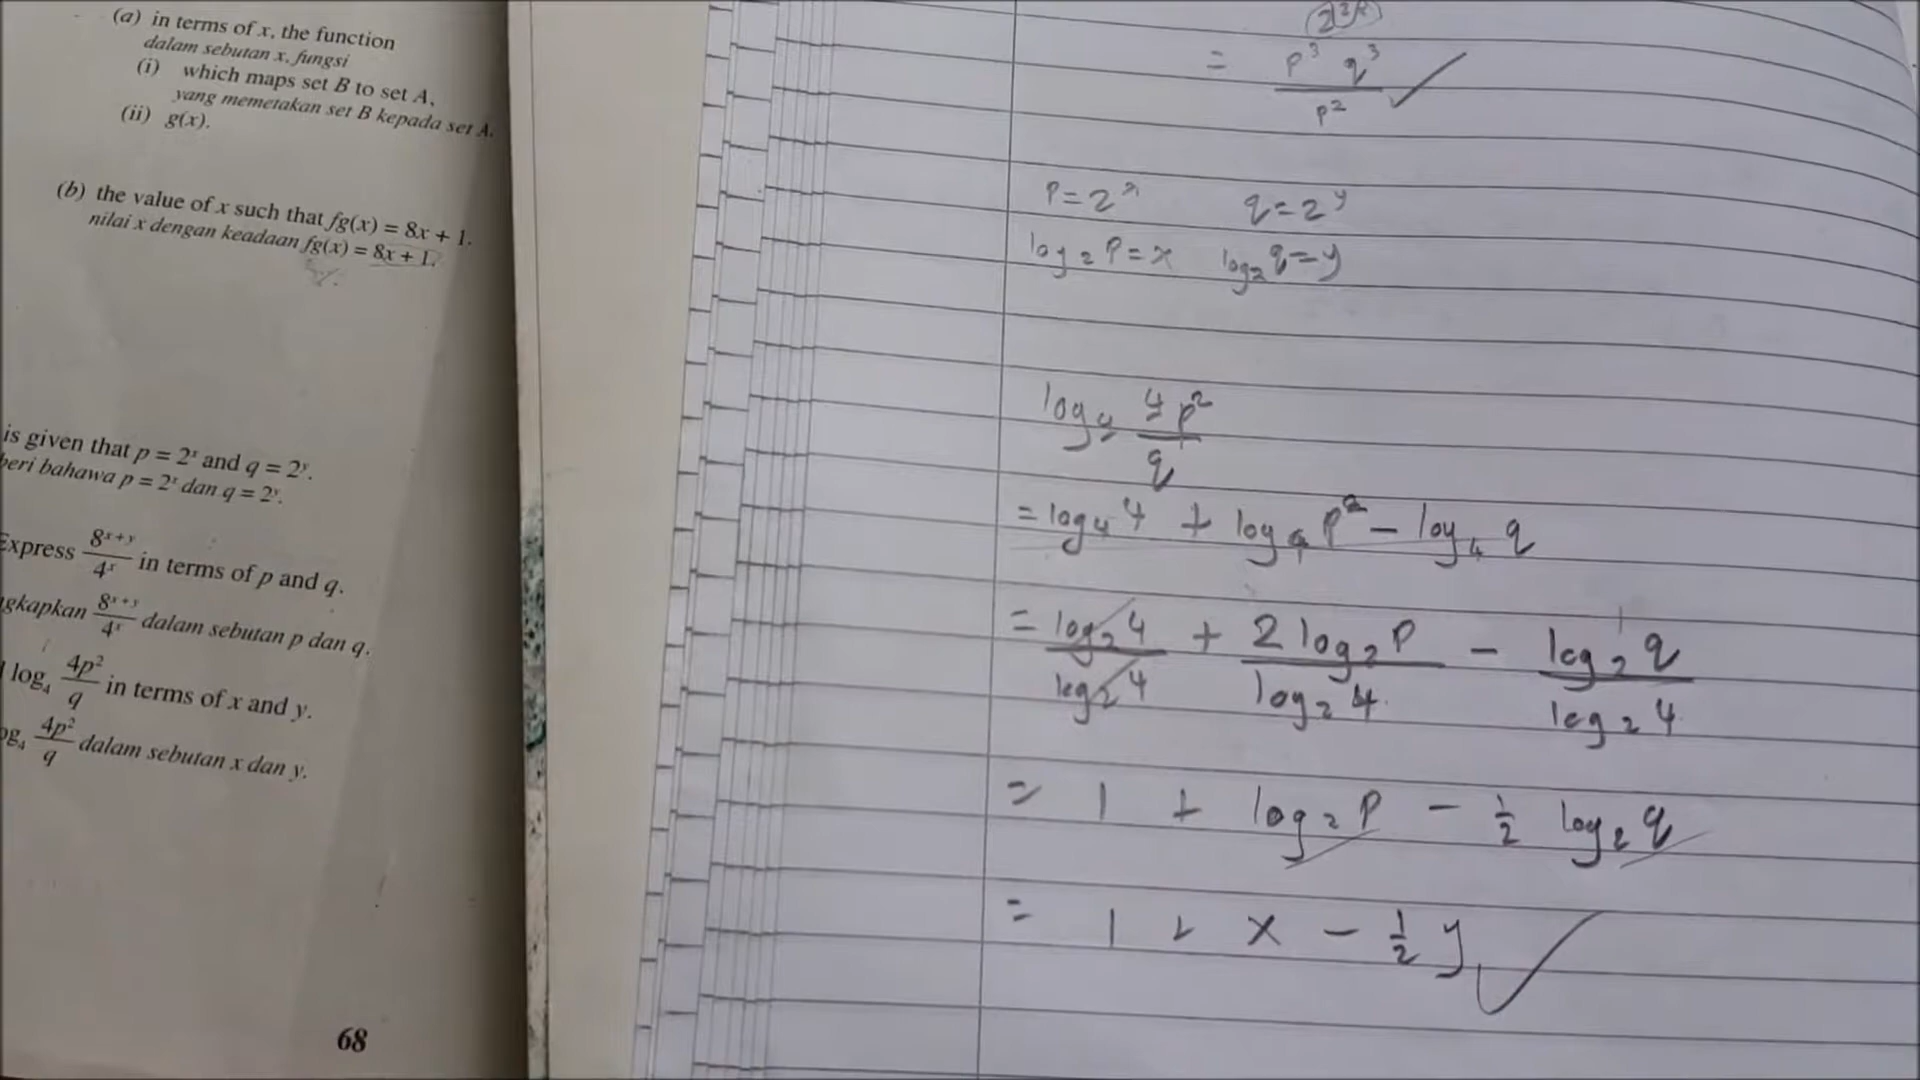 (a) in terms of x, the function
dalam sebutan x, fungsi
(i) which maps set B to set A,
yang memetakan set B kepada set A.
(ii) g(x).
(b) the value of x such that fg(x) = 8x + 1.
nilai x dengan keadaan fg(x) = 8x + 1.
is given that p = 2ˣ and q = 2ʸ.
beri bahawa p = 2ˣ dan q = 2ʸ.
Express 8ˣ⁺ʸ/4ˣ in terms of p and q.
gkapkan 8ˣ⁺ʸ/4ˣ dalam sebutan p dan q.
log₄ 4p²/q in terms of x and y.
og₄ 4p²/q dalam sebutan x dan y.
68
= p³ q³ / p² ✓
P = 2ˣ q = 2ʸ
log₂ P = x log₂ q = y
log₄ 4p²/q
= log₄ 4 + log₄ p² – log₄ q
= log₂ 4 / log₂ 4 + 2 log₂ P / log₂ 4 – log₂ q / log₂ 4
= 1 + log₂ P – ½ log₂ q
= 1 + x – ½ y ✓